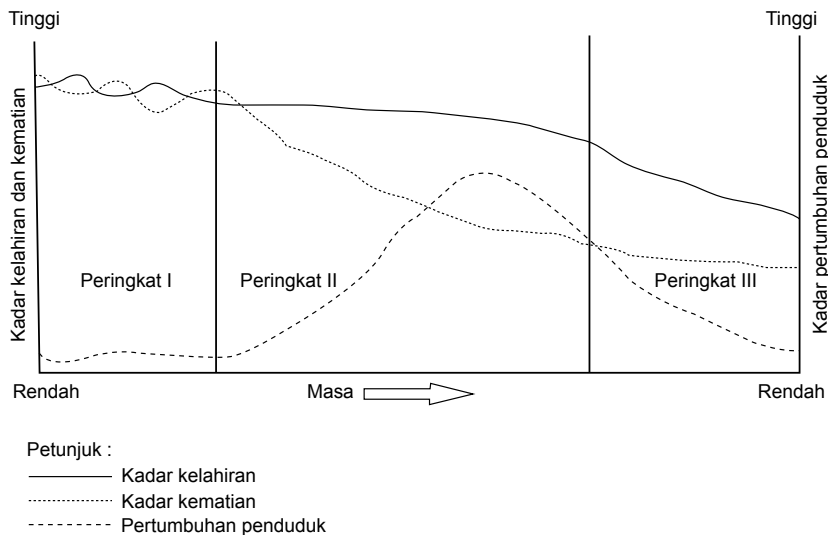 Tinggi
Tinggi
Kadar kelahiran dan kematian
Kadar pertumbuhan penduduk
Peringkat I
Peringkat II
Peringkat III
Rendah
Masa
Rendah
Petunjuk :
Kadar kelahiran
Kadar kematian
Pertumbuhan penduduk